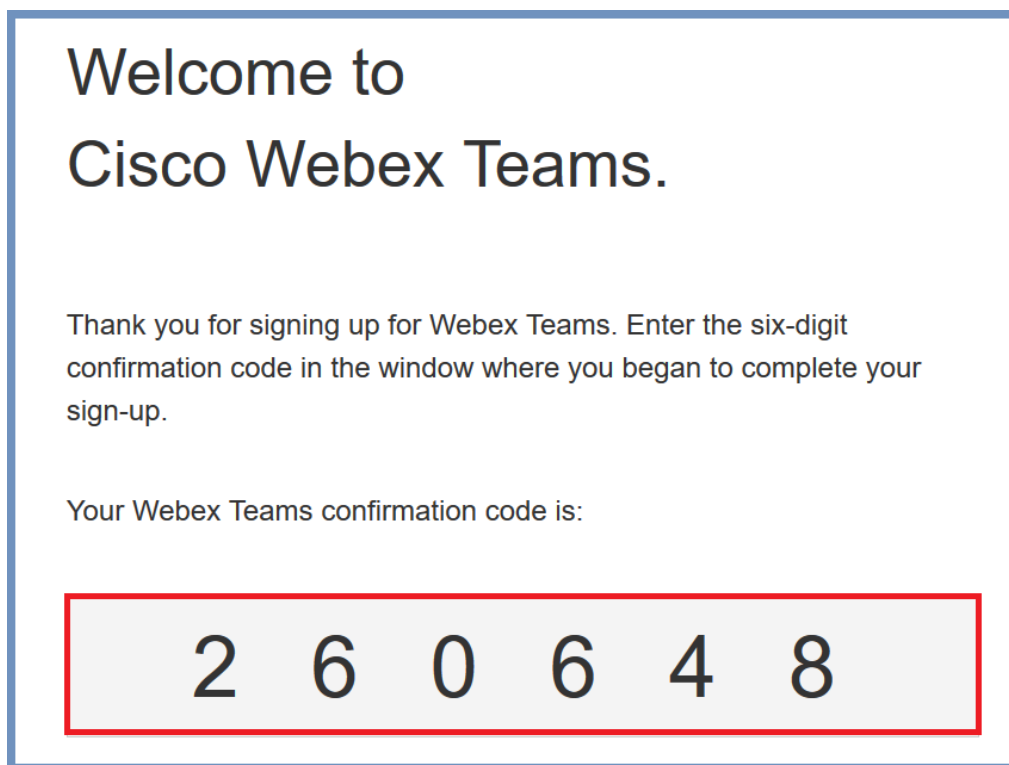 Welcome to
Cisco Webex Teams.
Thank you for signing up for Webex Teams. Enter the six-digit
confirmation code in the window where you began to complete your
sign-up.
Your Webex Teams confirmation code is:
2 6 0 6 4 8